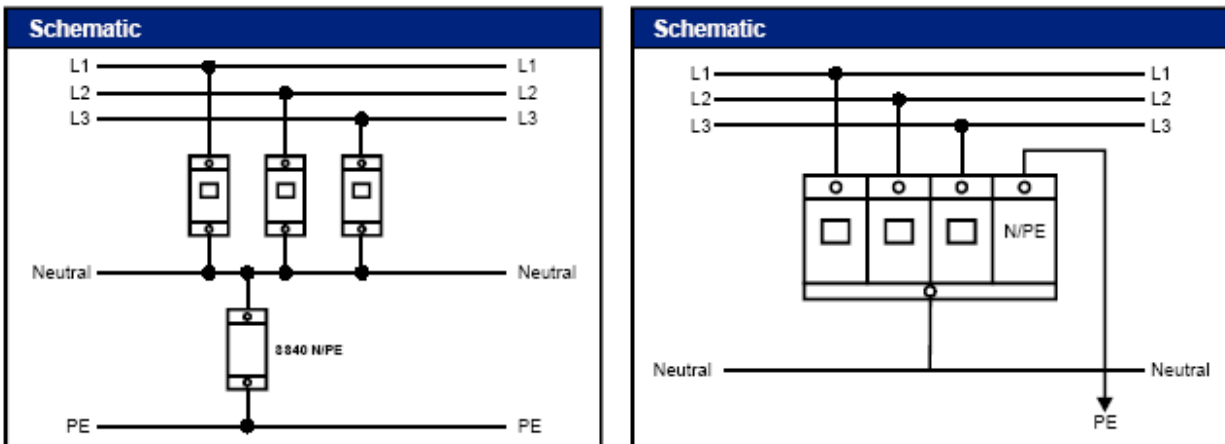 Schematic
L1 L1
L2 L2
L3 L3
Neutral Neutral
8840 N/PE
PE PE
Schematic
L1 L1
L2 L2
L3 L3
N/PE
Neutral Neutral
PE